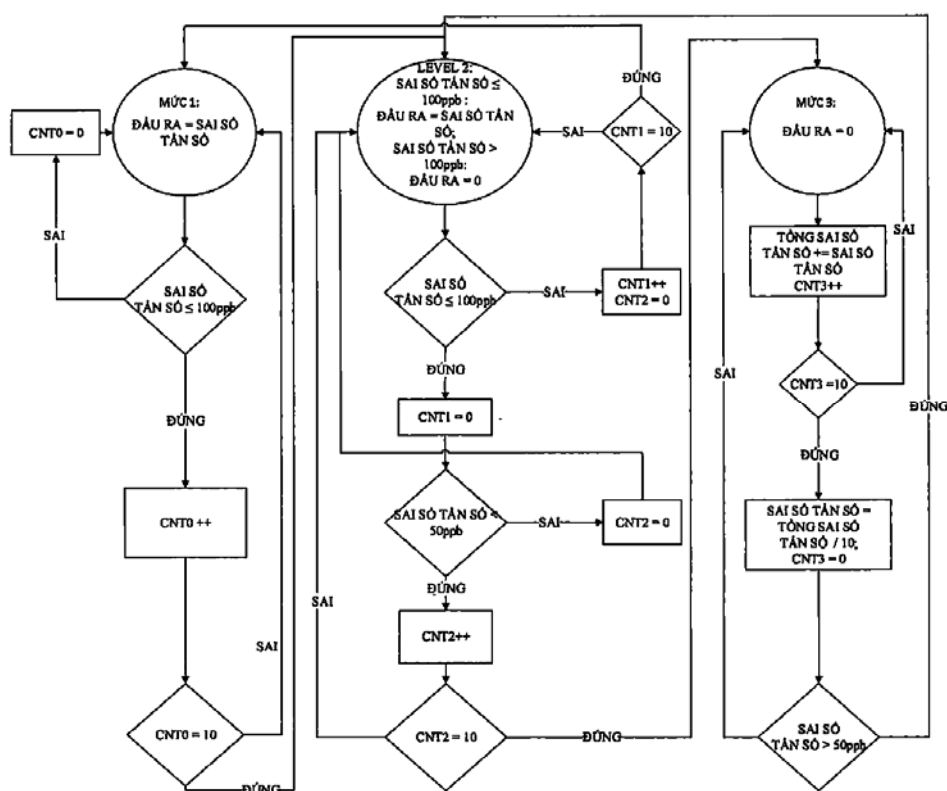 MỨC 1:
ĐẦU RA = SAI SỐ
TẦN SỐ
CNT0 = 0
SAI
SAI SỐ
TẦN SỐ ≤ 100ppb
ĐÚNG
CNT0 ++
SAI
CNT0 = 10
ĐÚNG
LEVEL 2:
SAI SỐ TẦN SỐ ≤
100ppb :
ĐẦU RA = SAI SỐ TẦN
SỐ;
SAI SỐ TẦN SỐ >
100ppb:
ĐẦU RA = 0
ĐÚNG
CNT1 = 10
SAI
SAI SỐ
TẦN SỐ ≤ 100ppb
SAI
CNT1++
CNT2 = 0
ĐÚNG
CNT1 = 0
SAI SỐ TẦN SỐ <
50ppb
SAI
CNT2 = 0
ĐÚNG
SAI
CNT2++
CNT2 = 10
ĐÚNG
MỨC 3:
ĐẦU RA = 0
TỔNG SAI SỐ
TẦN SỐ += SAI SỐ
TẦN SỐ
CNT3++
SAI
SAI
CNT3 =10
ĐÚNG
ĐÚNG
SAI SỐ TẦN SỐ =
TỔNG SAI SỐ
TẦN SỐ / 10;
CNT3 = 0
SAI SỐ
TẦN SỐ > 50ppb